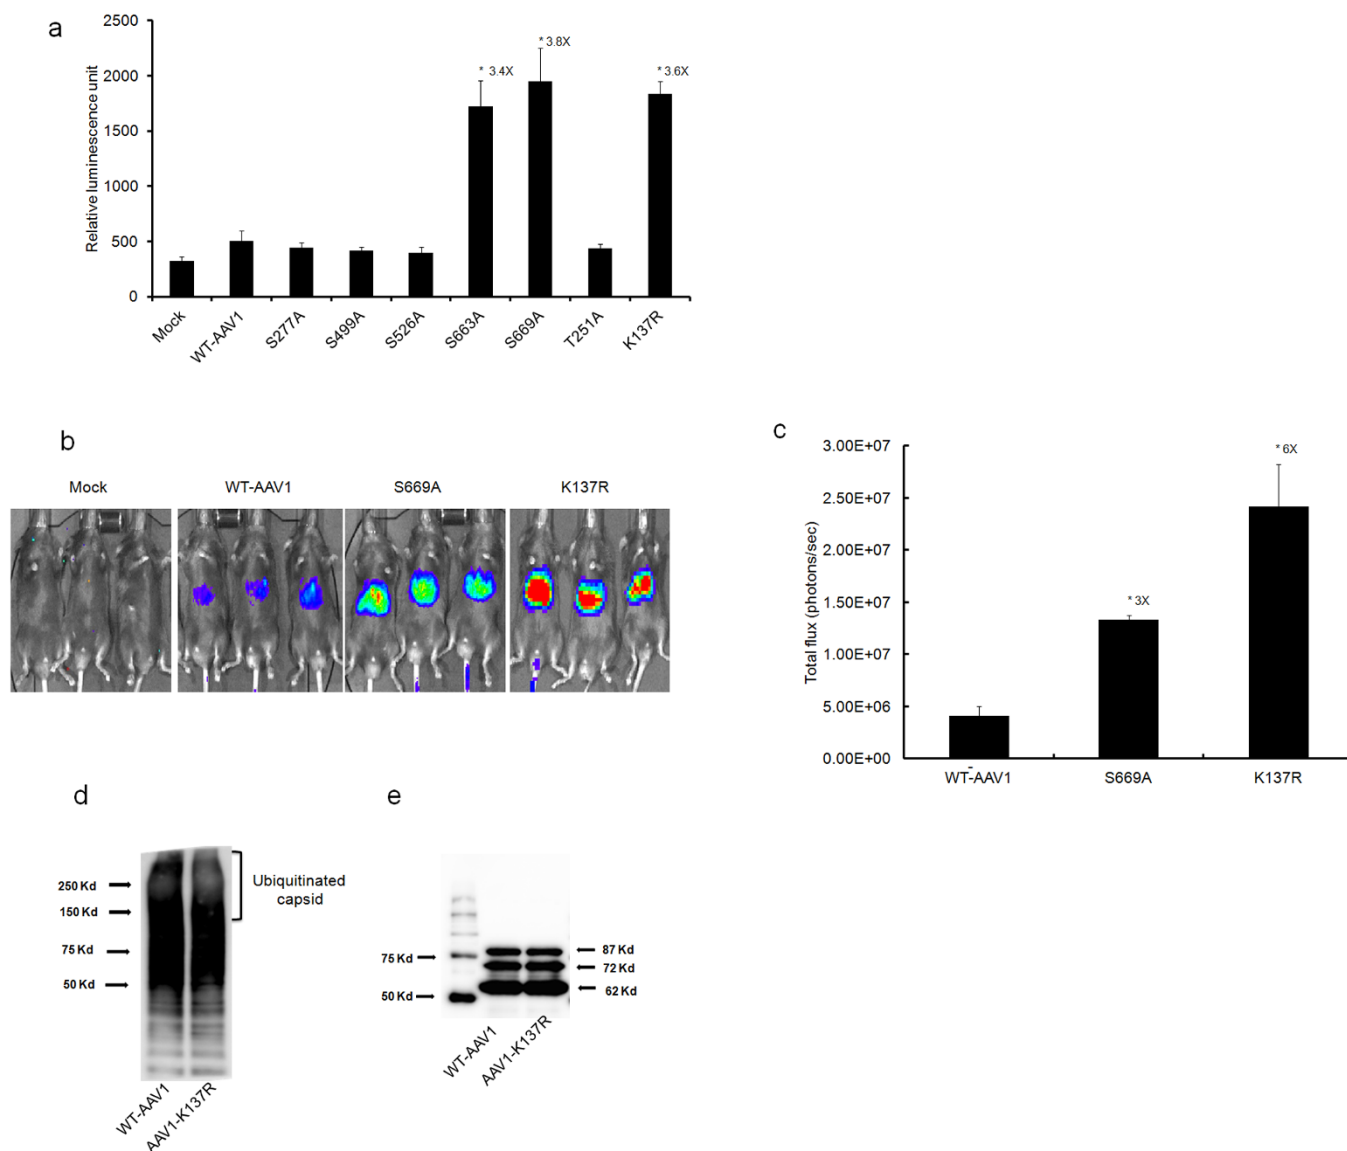 a
Relative luminescence unit
2500
2000
1500
1000
500
0
* 3.4X
* 3.8X
* 3.6X
Mock
WT-AAV1
S277A
S499A
S526A
S663A
S669A
T251A
K137R
b
Mock
WT-AAV1
S669A
K137R
c
Total flux (photons/sec)
3.00E+07
2.50E+07
2.00E+07
1.50E+07
1.00E+07
5.00E+06
0.00E+00
* 3X
* 6X
WT-AAV1
S669A
K137R
d
250 Kd
150 Kd
75 Kd
50 Kd
Ubiquitinated
capsid
WT-AAV1
AAV1-K137R
e
75 Kd
50 Kd
87 Kd
72 Kd
62 Kd
WT-AAV1
AAV1-K137R